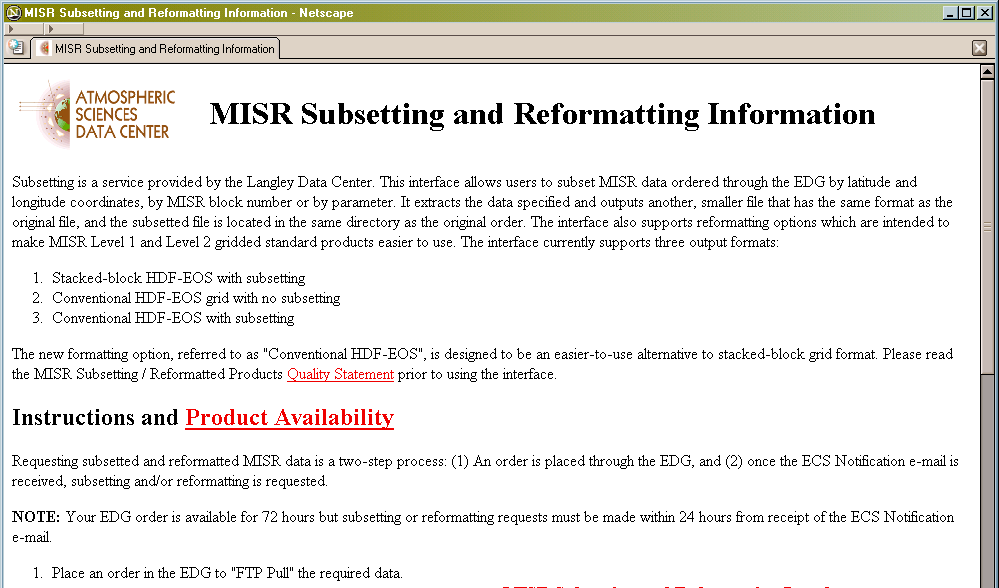 MISR Subsetting and Reformatting Information - Netscape
MISR Subsetting and Reformatting Information
ATMOSPHERIC
SCIENCES
DATA CENTER
MISR Subsetting and Reformatting Information
Subsetting is a service provided by the Langley Data Center. This interface allows users to subset MISR data ordered through the EDG by latitude and
longitude coordinates, by MISR block number or by parameter. It extracts the data specified and outputs another, smaller file that has the same format as the
original file, and the subsetted file is located in the same directory as the original order. The interface also supports reformatting options which are intended to
make MISR Level 1 and Level 2 gridded standard products easier to use. The interface currently supports three output formats:
1. Stacked-block HDF-EOS with subsetting
2. Conventional HDF-EOS grid with no subsetting
3. Conventional HDF-EOS with subsetting
The new formatting option, referred to as "Conventional HDF-EOS", is designed to be an easier-to-use alternative to stacked-block grid format. Please read
the MISR Subsetting / Reformatted Products Quality Statement prior to using the interface.
Instructions and Product Availability
Requesting subsetted and reformatted MISR data is a two-step process: (1) An order is placed through the EDG, and (2) once the ECS Notification e-mail is
received, subsetting and/or reformatting is requested.
NOTE: Your EDG order is available for 72 hours but subsetting or reformatting requests must be made within 24 hours from receipt of the ECS Notification
e-mail.
1. Place an order in the EDG to "FTP Pull" the required data.